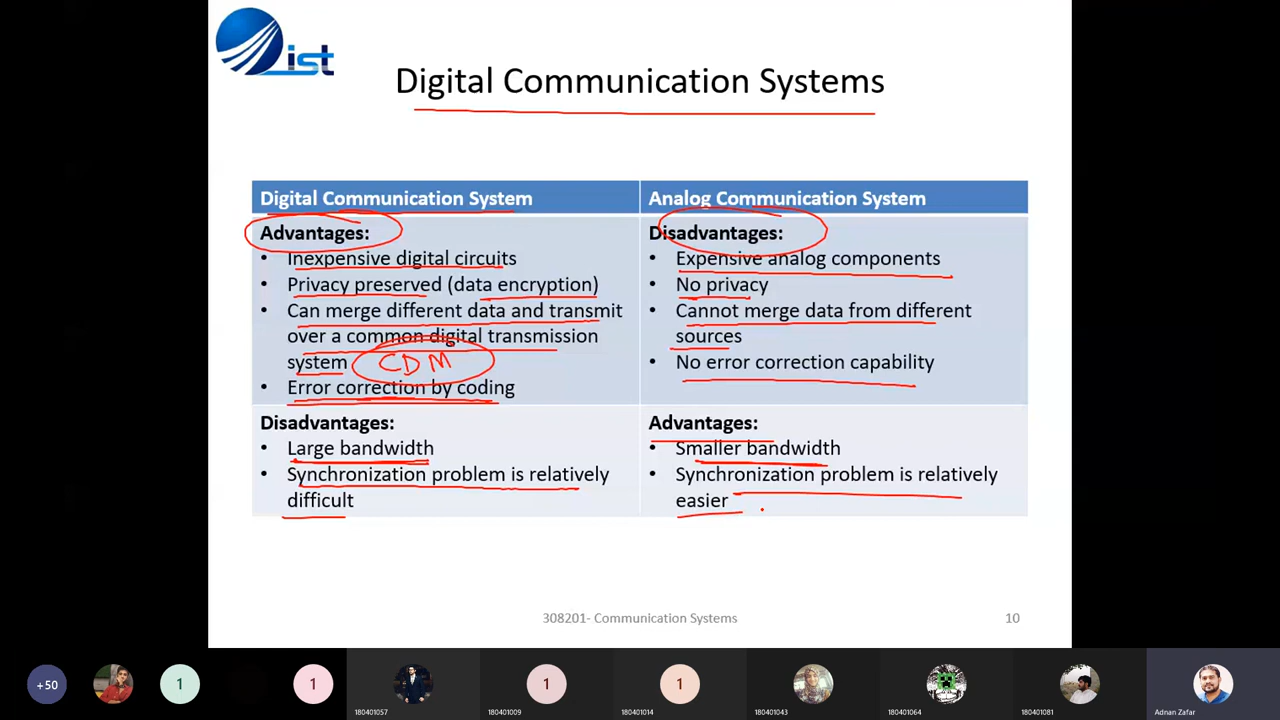 ist
Digital Communication Systems
Digital Communication System
Analog Communication System
Advantages:
• Inexpensive digital circuits
• Privacy preserved (data encryption)
• Can merge different data and transmit
over a common digital transmission
system CDM
• Error correction by coding
Disadvantages:
• Expensive analog components
• No privacy
• Cannot merge data from different
sources
• No error correction capability
Disadvantages:
• Large bandwidth
• Synchronization problem is relatively
difficult
Advantages:
• Smaller bandwidth
• Synchronization problem is relatively
easier
308201- Communication Systems
10
+50
1
1
1
1
180401057
180401009
180401014
180401043
180401064
180401081
Adnan Zafar